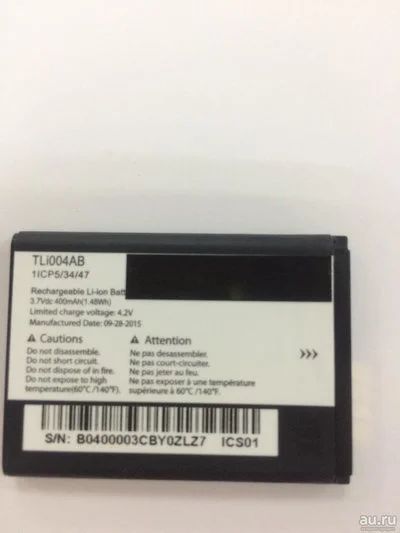 TLi004AB
1ICP5/34/47
Rechargeable Li-ion Batt
3.7Vdc 400mAh(1.48Wh)
Limited charge voltage: 4.2V
Manufactured Date: 09-28-2015
Cautions
Do not disassemble.
Do not short circuit.
Do not dispose of in fire.
Do not expose to high
temperature(60°C /140°F).
Attention
Ne pas desassembler.
Ne pas court-circuiter.
Ne pas jeter au feu.
Ne pas exposer à une température
supérieure à 60°C /140°F.
>>>
S/N: B0400003CBY0ZLZ7 ICS01
au.ru